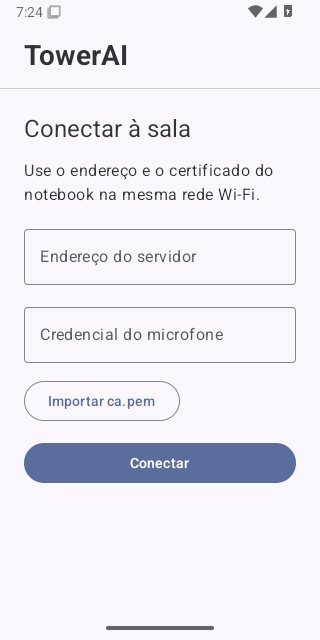 7:24
TowerAI
Conectar à sala
Use o endereço e o certificado do
notebook na mesma rede Wi-Fi.
Endereço do servidor
Credencial do microfone
Importar ca.pem
Conectar